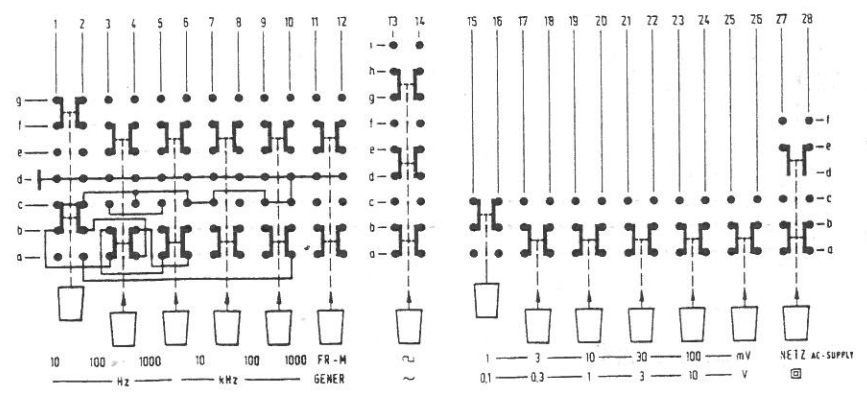 1 2 3 4 5 6 7 8 9 10 11 12 13 14 15 16 17 18 19 20 21 22 23 24 25 26 27 28
i
h
g g
f f f
e e e
d d
c c c
b b b
a a a
10 100 1000 10 100 1000 FR-M 1 3 10 30 100 mV NETZ AC-SUPPLY
Hz kHz GENER ~ 0,1 0,3 1 3 10 V